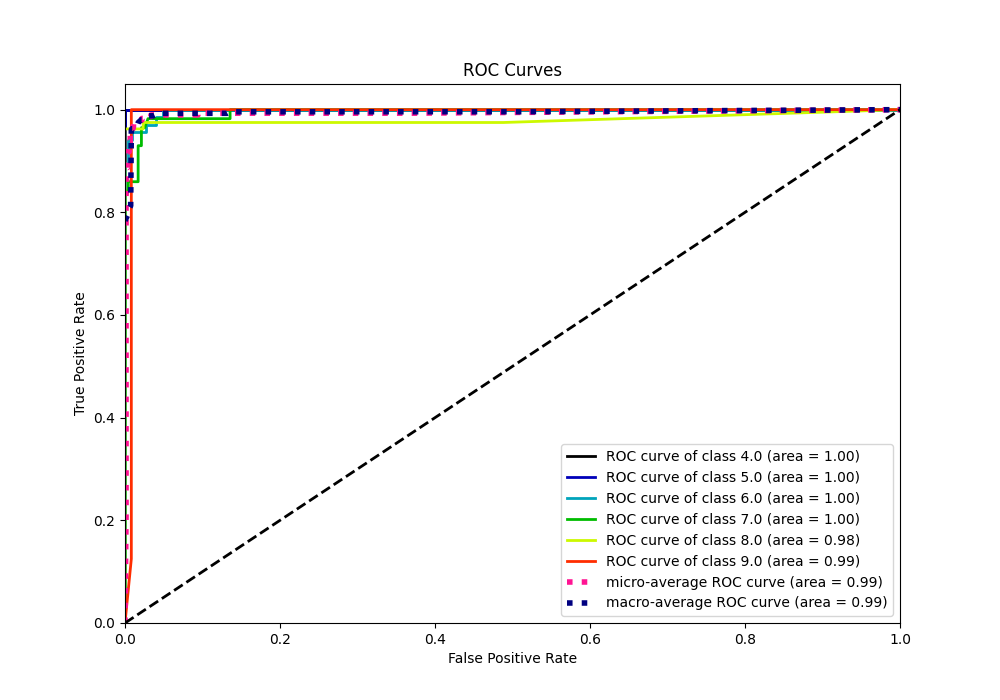 ROC Curves
True Positive Rate
1.0
0.8
0.6
0.4
0.2
0.0
ROC curve of class 4.0 (area = 1.00)
ROC curve of class 5.0 (area = 1.00)
ROC curve of class 6.0 (area = 1.00)
ROC curve of class 7.0 (area = 1.00)
ROC curve of class 8.0 (area = 0.98)
ROC curve of class 9.0 (area = 0.99)
micro-average ROC curve (area = 0.99)
macro-average ROC curve (area = 0.99)
0.0 0.2 0.4 0.6 0.8 1.0
False Positive Rate